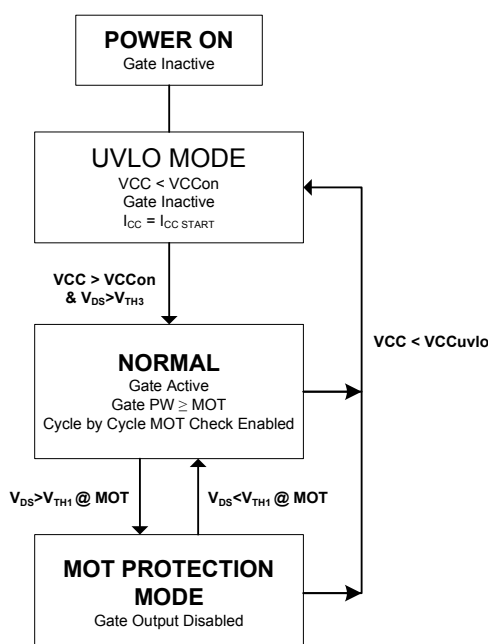 POWER ON
Gate Inactive
UVLO MODE
VCC < VCCon
Gate Inactive
ICC = ICC START
VCC > VCCon
& VDS>VTH3
VCC < VCCuvlo
NORMAL
Gate Active
Gate PW ≥ MOT
Cycle by Cycle MOT Check Enabled
VDS>VTH1 @ MOT
VDS<VTH1 @ MOT
MOT PROTECTION
MODE
Gate Output Disabled